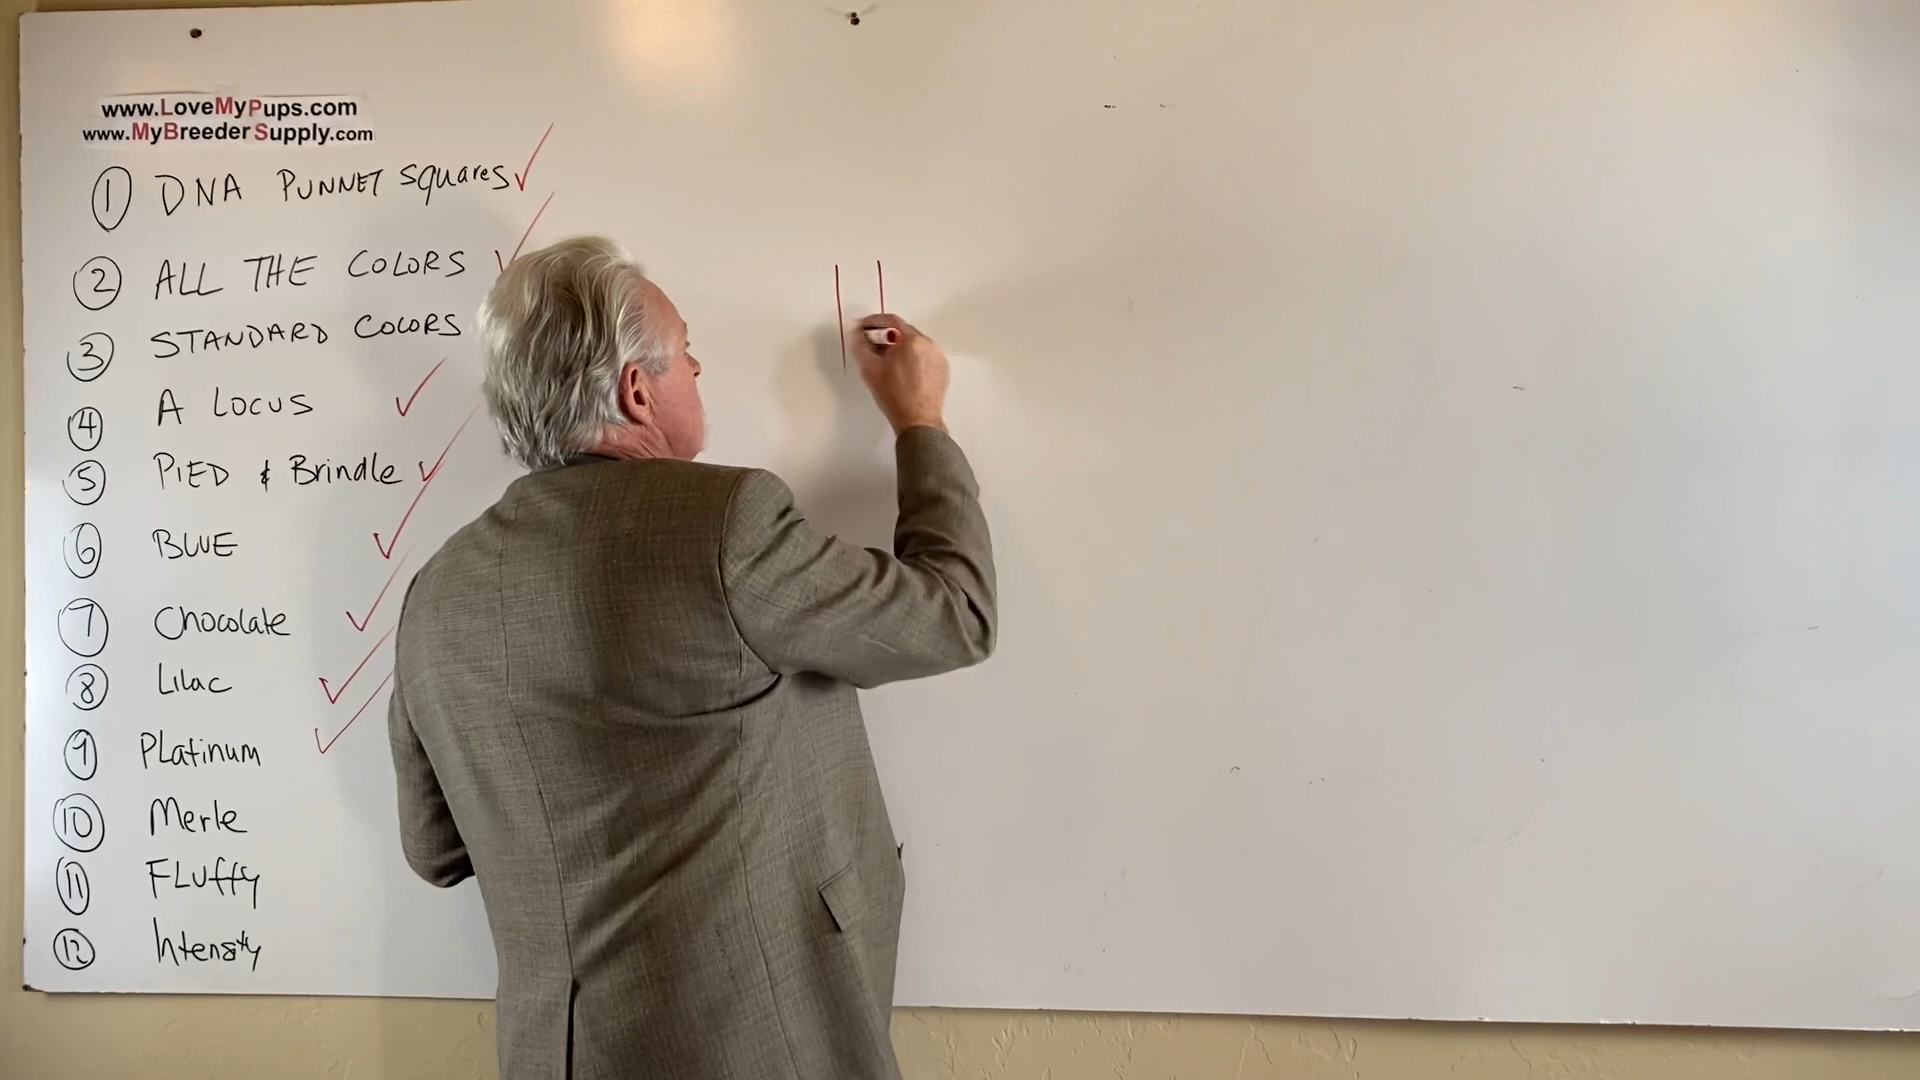 www.LoveMyPups.com
www.MyBreederSupply.com
1 DNA PUNNET Squares ✓
2 ALL THE COLORS ✓
3 STANDARD COLORS
4 A LOCUS ✓
5 PIED & Brindle ✓
6 BLUE ✓
7 Chocolate ✓
8 Lilac ✓
9 Platinum ✓
10 Merle
11 FLuffy
12 Intensity